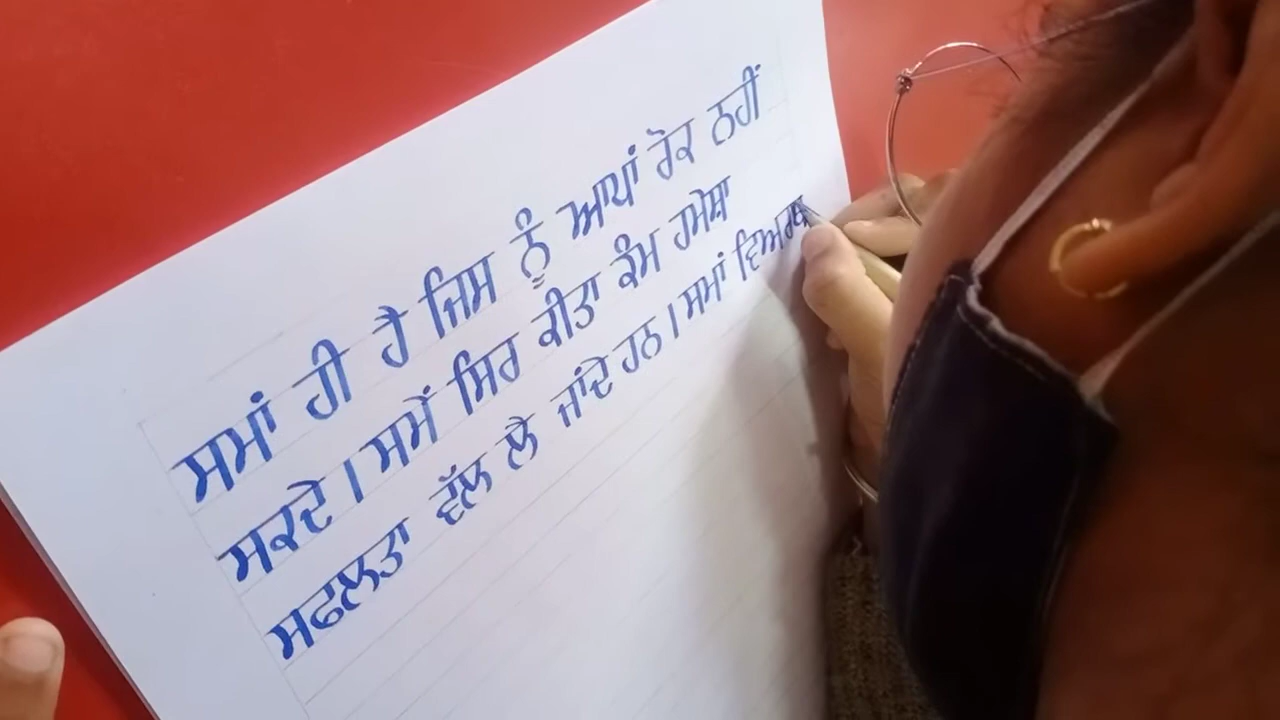 ਸਮਾਂ ਹੀ ਹੈ ਜਿਸ ਨੂੰ ਆਪਾਂ ਰੋਕ ਨਹੀਂ
ਸਕਦੇ। ਸਮੇਂ ਸਿਰ ਕੀਤਾ ਕੰਮ ਹਮੇਸ਼ਾ
ਸਫਲਤਾ ਵੱਲ ਲੈ ਜਾਂਦੇ ਹਨ। ਸਮਾਂ